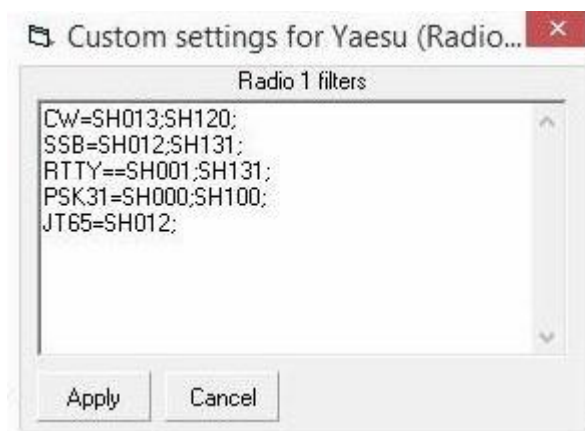 Custom settings for Yaesu (Radio...
Radio 1 filters
CW=SH013;SH120;
SSB=SH012;SH131;
RTTY==SH001;SH131;
PSK31=SH000;SH100;
JT65=SH012;
Apply Cancel